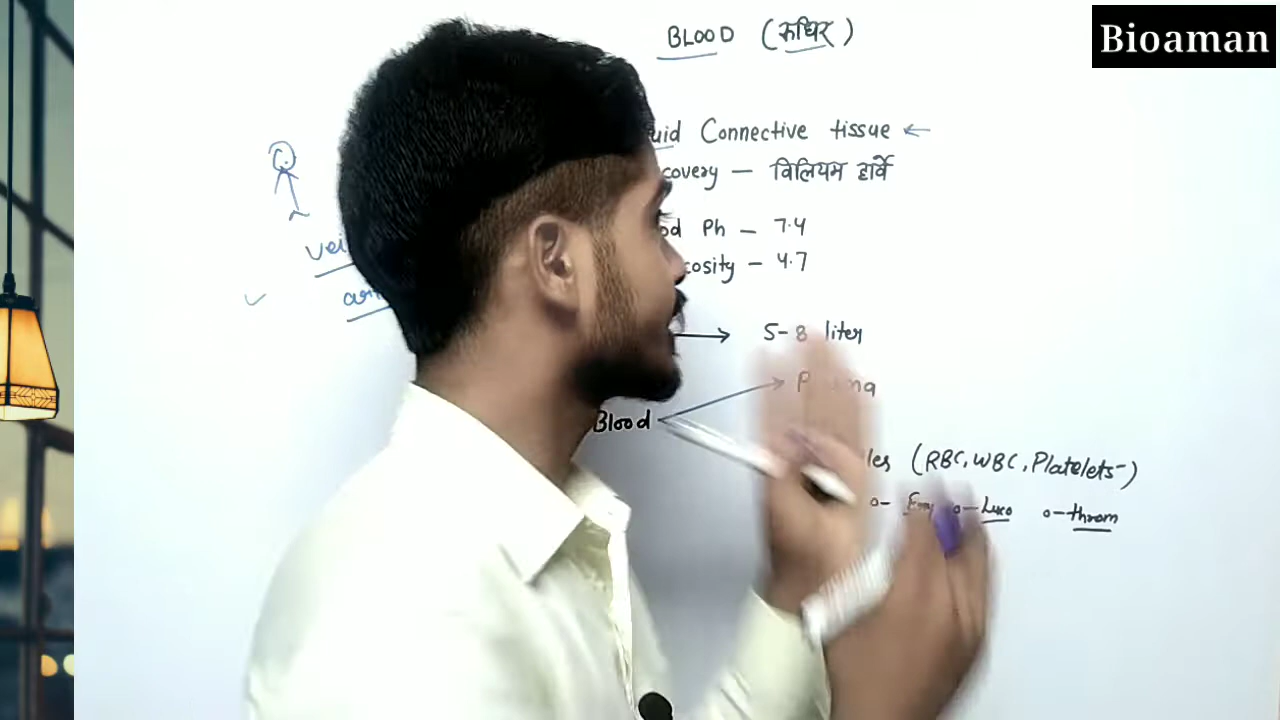 Bioaman
BLOOD (रुधिर)
uid Connective tissue ←
covery — विलियम हार्वे
od Ph — 7.4
cosity — 4.7
→ 5-8 liter
Blood
les (RBC, WBC, Platelets)
o- o- Luco o- throm